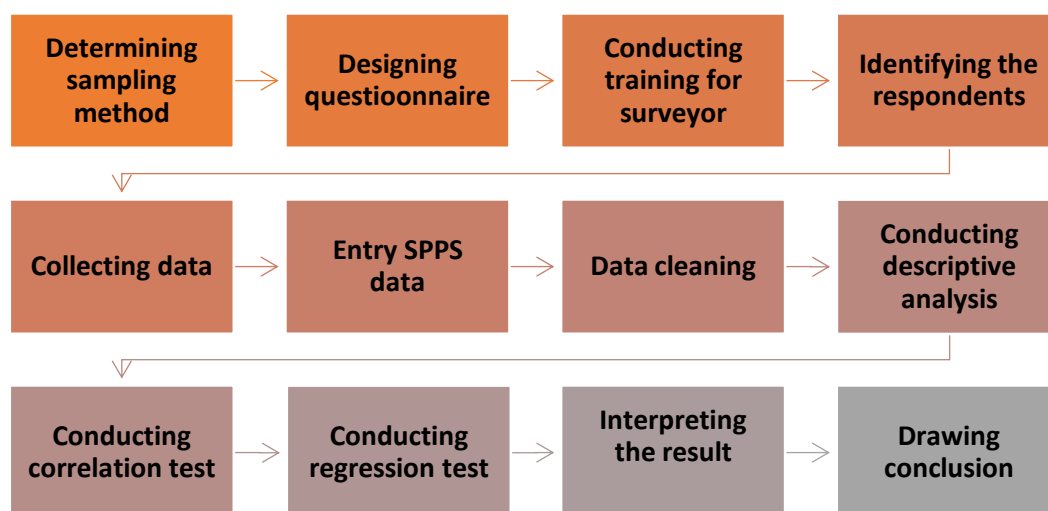 Determining
sampling
method
Designing
questioonnaire
Conducting
training for
surveyor
Identifying the
respondents
Collecting data
Entry SPPS
data
Data cleaning
Conducting
descriptive
analysis
Conducting
correlation test
Conducting
regression test
Interpreting
the result
Drawing
conclusion